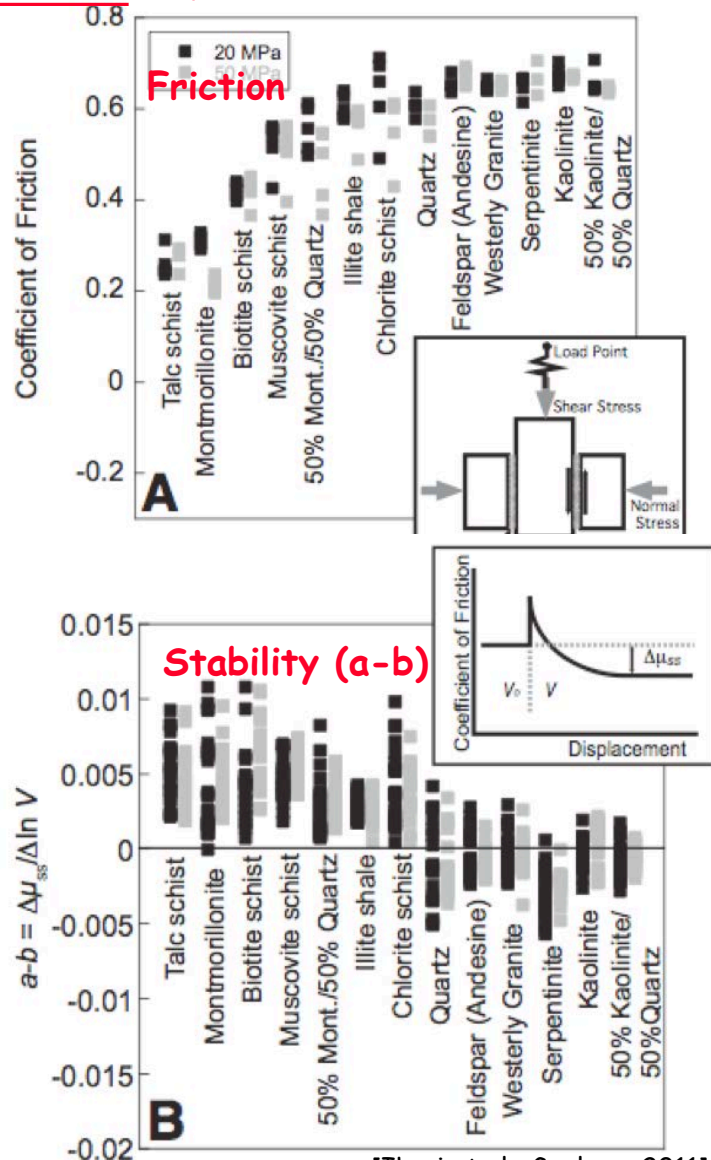 0.8
20 MPa
50 MPa
Friction
0.6
0.4
0.2
0
-0.2
Coefficient of Friction
Talc schist
Montmorillonite
Biotite schist
Muscovite schist
50% Mont./50% Quartz
Illite shale
Chlorite schist
Quartz
Feldspar (Andesine)
Westerly Granite
Serpentinite
Kaolinite
50% Kaolinite/
50% Quartz
A
Load Point
Shear Stress
Normal
Stress
Coefficient of Friction
Δμss
V₀ V
Displacement
0.015
Stability (a-b)
0.01
0.005
0
-0.005
-0.01
-0.015
-0.02
a-b = Δμss/Δln V
Talc schist
Montmorillonite
Biotite schist
Muscovite schist
50% Mont./50% Quartz
Illite shale
Chlorite schist
Quartz
Feldspar (Andesine)
Westerly Granite
Serpentinite
Kaolinite
50% Kaolinite/
50%Quartz
B
2011]